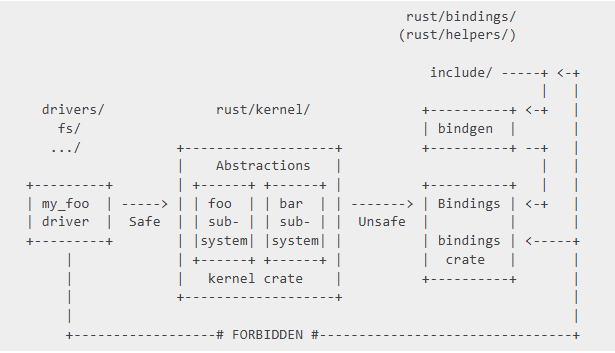 rust/bindings/
(rust/helpers/)
include/ -----+ <-+
| |
drivers/ rust/kernel/ +----------+ <-+ |
fs/ | bindgen | |
.../ +-------------------+ +----------+ --+ |
| Abstractions | | |
+---------+ | +------+ +------+ | +----------+ | |
| my_foo | -----> | | foo | | bar | | -------> | Bindings | <-+ |
| driver | Safe | | sub- | | sub- | | Unsafe | | |
+---------+ | |system| |system| | | bindings | <-----+
| | +------+ +------+ | | crate | |
| | kernel crate | +----------+ |
| +-------------------+ |
| |
+-----------------# FORBIDDEN #--------------------------------+